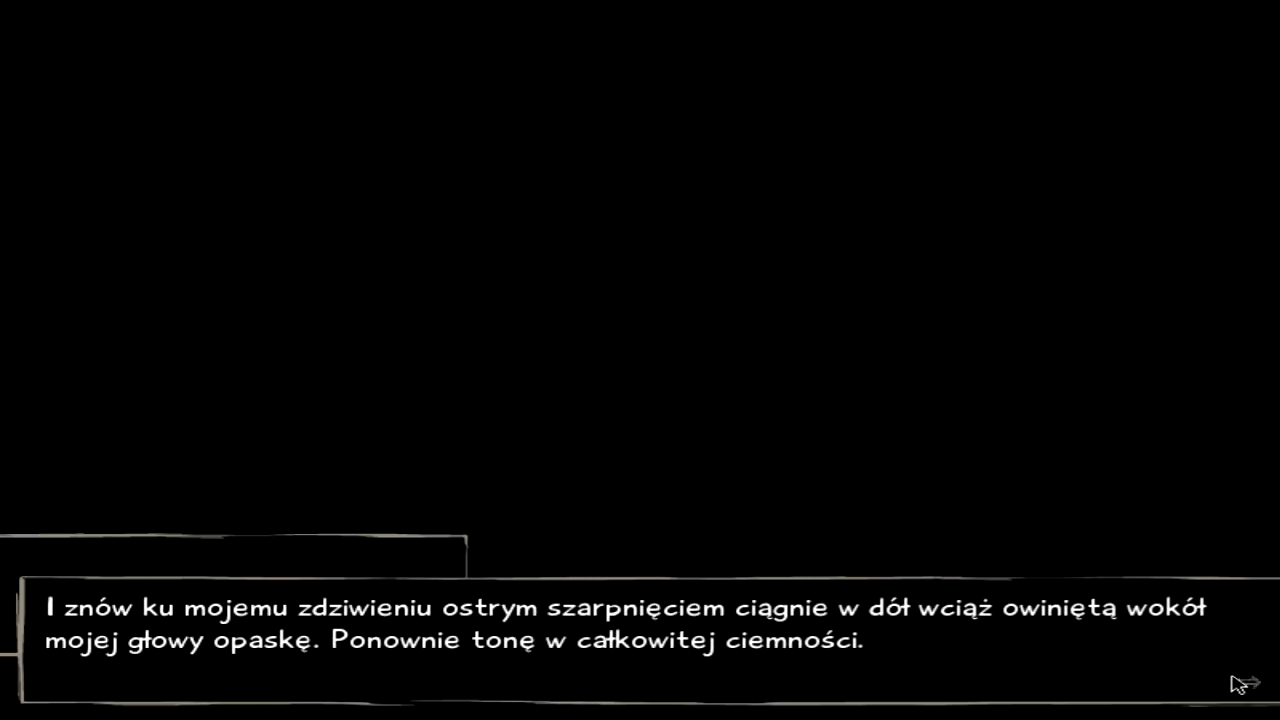 I znów ku mojemu zdziwieniu ostrym szarpnięciem ciągnie w dół wciąż owiniętą wokół
mojej głowy opaskę. Ponownie tonę w całkowitej ciemności.